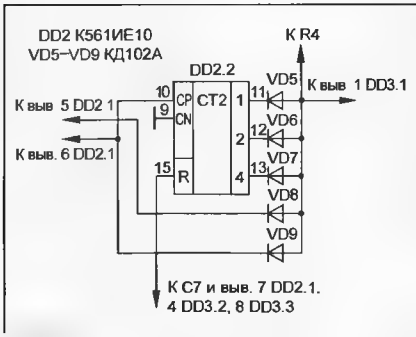 DD2 К561ИЕ10
VD5–VD9 КД102А
К R4
DD2.2
VD5
К выв 5 DD2 1
10 CP CT2 1 11
К выв 1 DD3.1
9 CN
VD6
2 12
К выв. 6 DD2.1
VD7
15 R 4 13
VD8
VD9
К С7 и выв. 7 DD2.1,
4 DD3.2, 8 DD3.3